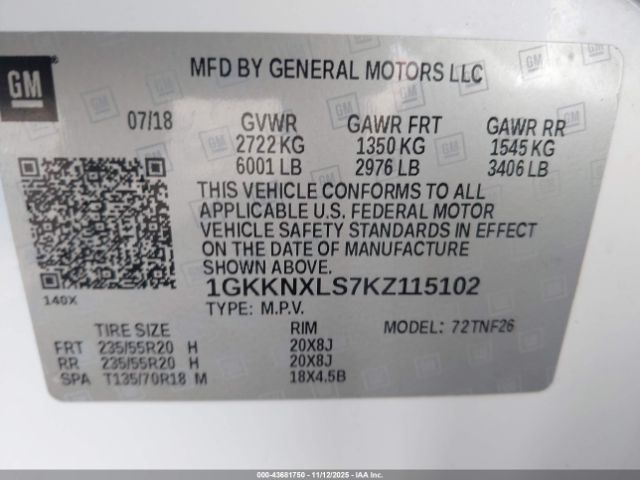 GM
MFD BY GENERAL MOTORS LLC
07/18 GVWR GAWR FRT GAWR RR
2722 KG 1350 KG 1545 KG
6001 LB 2976 LB 3406 LB
THIS VEHICLE CONFORMS TO ALL
APPLICABLE U.S. FEDERAL MOTOR
VEHICLE SAFETY STANDARDS IN EFFECT
ON THE DATE OF MANUFACTURE
SHOWN ABOVE.
1GKKNXLS7KZ115102
140X
TYPE: M.P.V.
TIRE SIZE RIM MODEL: 72TNF26
FRT 235/55R20 H 20X8J
RR 235/55R20 H 20X8J
SPA T135/70R18 M 18X4.5B
000-43681750 - 11/12/2025 - IAAI.COM